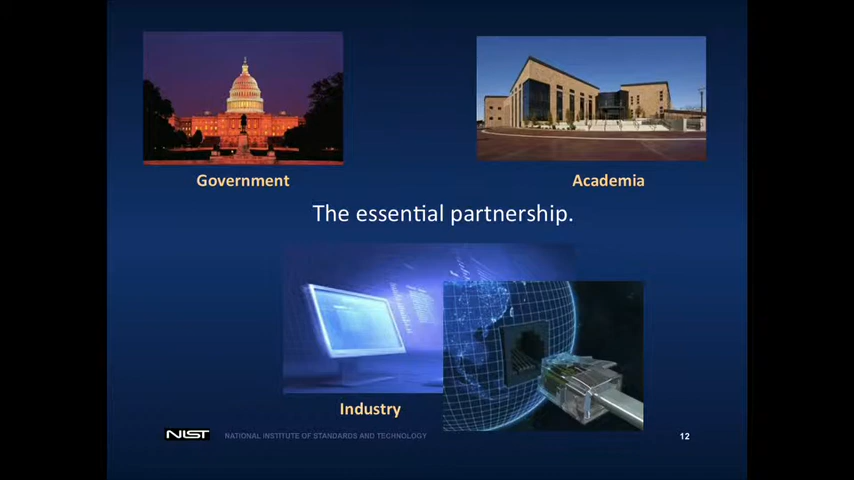 Government
Academia
The essential partnership.
Industry
NIST
NATIONAL INSTITUTE OF STANDARDS AND TECHNOLOGY
12